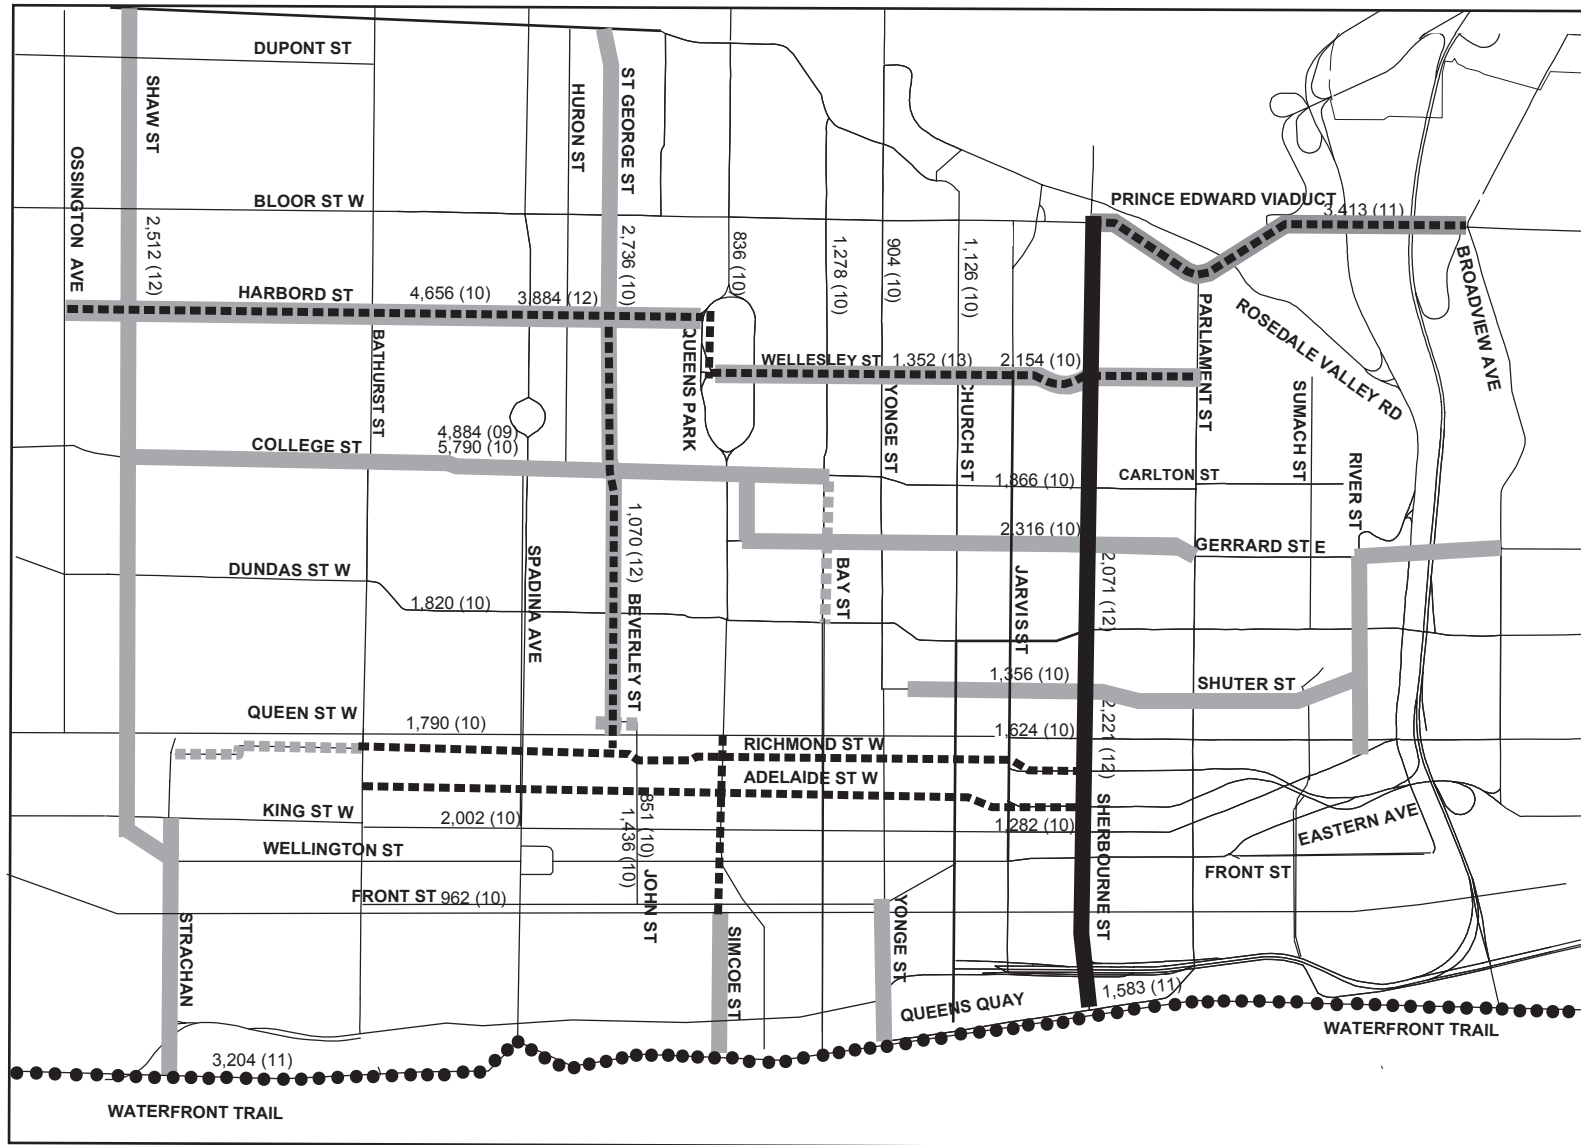 DUPONT ST
SHAW ST
HURON ST
ST GEORGE ST
OSSINGTON AVE
BLOOR ST W
PRINCE EDWARD VIADUCT
3,413 (11)
2,512 (12)
2,736 (10)
836 (10)
1,278 (10)
904 (10)
1,126 (10)
BROADVIEW AVE
HARBORD ST
4,656 (10)
3,884 (12)
PARLIAMENT ST
ROSEDALE VALLEY RD
BATHURST ST
QUEENS PARK
WELLESLEY ST
1,352 (13)
2,154 (10)
YONGE ST
CHURCH ST
SUMACH ST
4,884 (09)
COLLEGE ST
5,790 (10)
1,866 (10)
CARLTON ST
RIVER ST
1,070 (12)
2,316 (10)
GERRARD ST E
SPADINA AVE
BAY ST
JARVIS ST
2,071 (12)
DUNDAS ST W
1,820 (10)
BEVERLEY ST
1,356 (10)
SHUTER ST
QUEEN ST W
1,790 (10)
1,624 (10)
2,221 (12)
RICHMOND ST W
ADELAIDE ST W
SHERBOURNE ST
KING ST W
2,002 (10)
851 (10)
1,436 (10)
1,282 (10)
EASTERN AVE
WELLINGTON ST
FRONT ST
FRONT ST
962 (10)
JOHN ST
STRACHAN
SIMCOE ST
YONGE ST
QUEENS QUAY
1,583 (11)
WATERFRONT TRAIL
3,204 (11)
WATERFRONT TRAIL